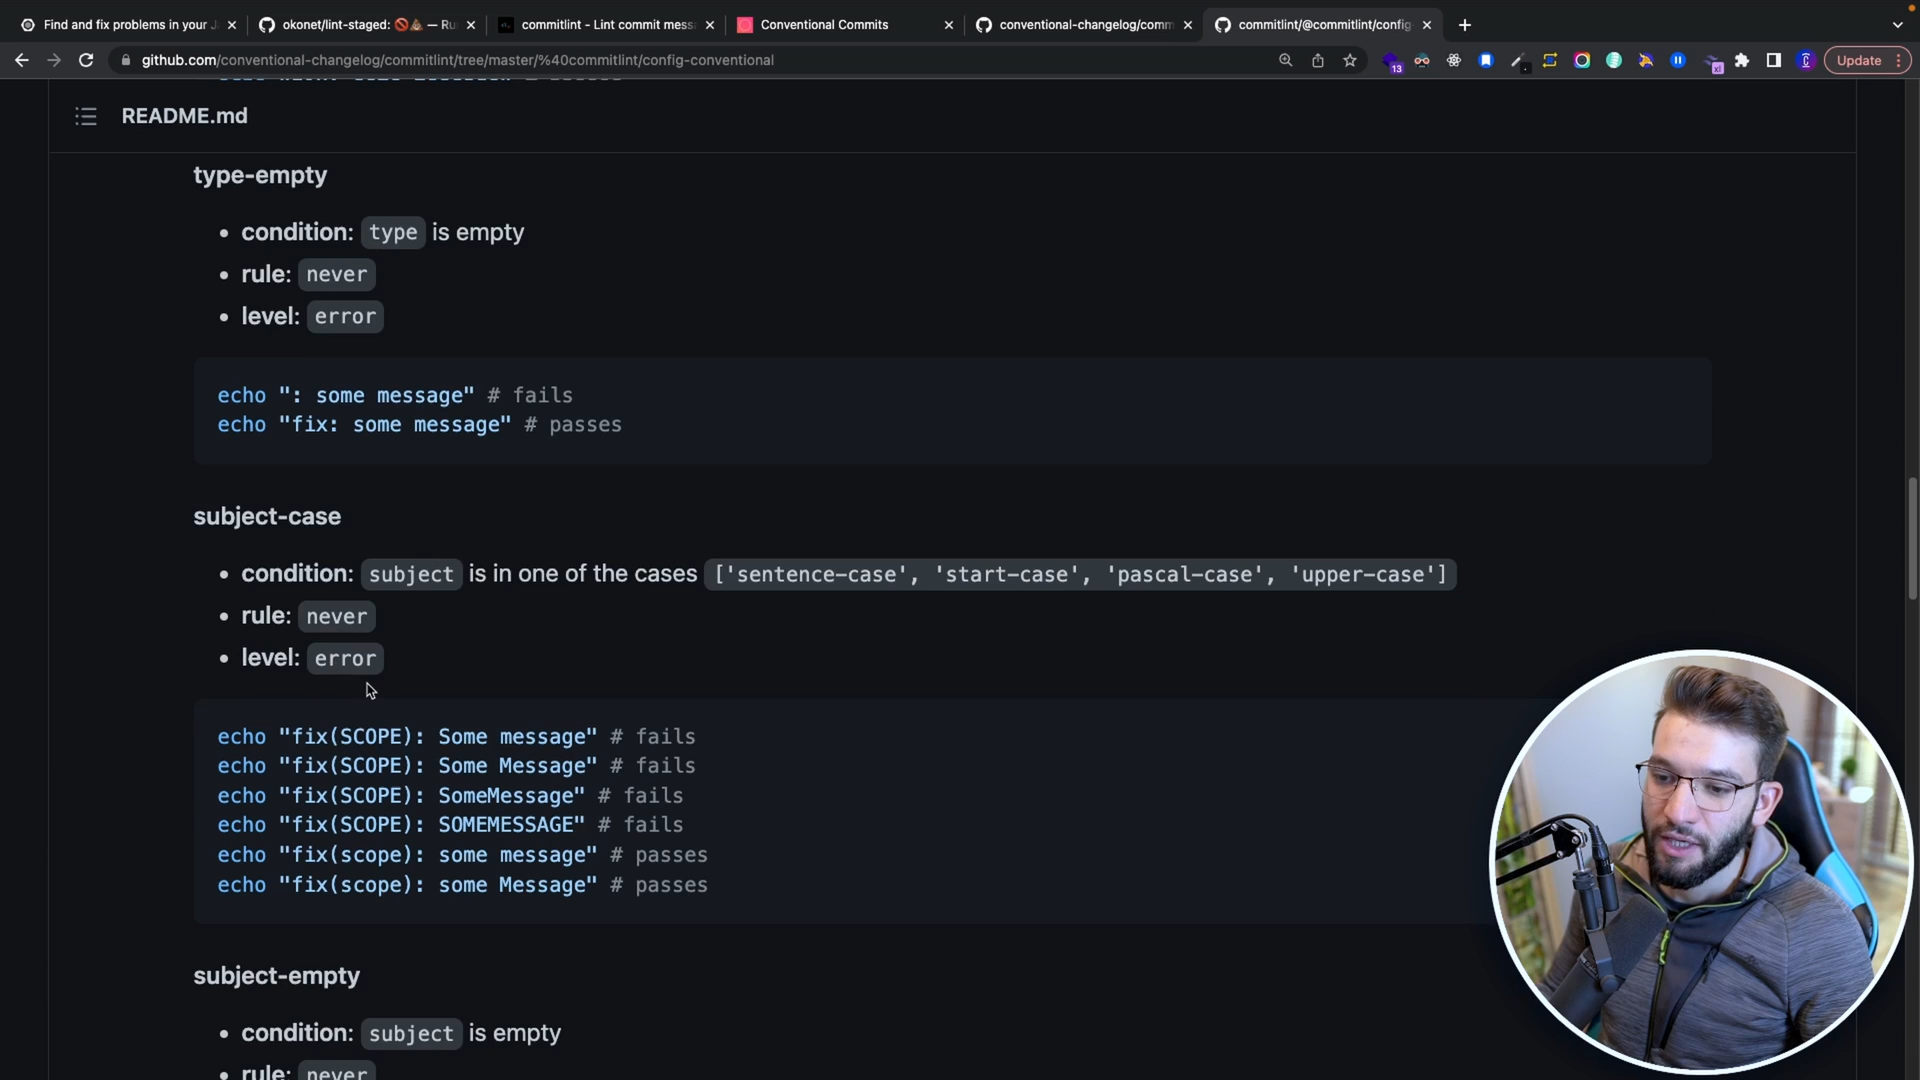 Find and fix problems in your J
okonet/lint-staged: 🚫💩 — Ru
commitlint - Lint commit mess
Conventional Commits
conventional-changelog/comm
commitlint/@commitlint/config
github.com/conventional-changelog/commitlint/tree/master/%40commitlint/config-conventional
13
x!
Update
README.md
type-empty
• condition: type is empty
• rule: never
• level: error
echo ": some message" # fails
echo "fix: some message" # passes
subject-case
• condition: subject is in one of the cases ['sentence-case', 'start-case', 'pascal-case', 'upper-case']
• rule: never
• level: error
echo "fix(SCOPE): Some message" # fails
echo "fix(SCOPE): Some Message" # fails
echo "fix(SCOPE): SomeMessage" # fails
echo "fix(SCOPE): SOMEMESSAGE" # fails
echo "fix(scope): some message" # passes
echo "fix(scope): some Message" # passes
subject-empty
• condition: subject is empty
• rule: never